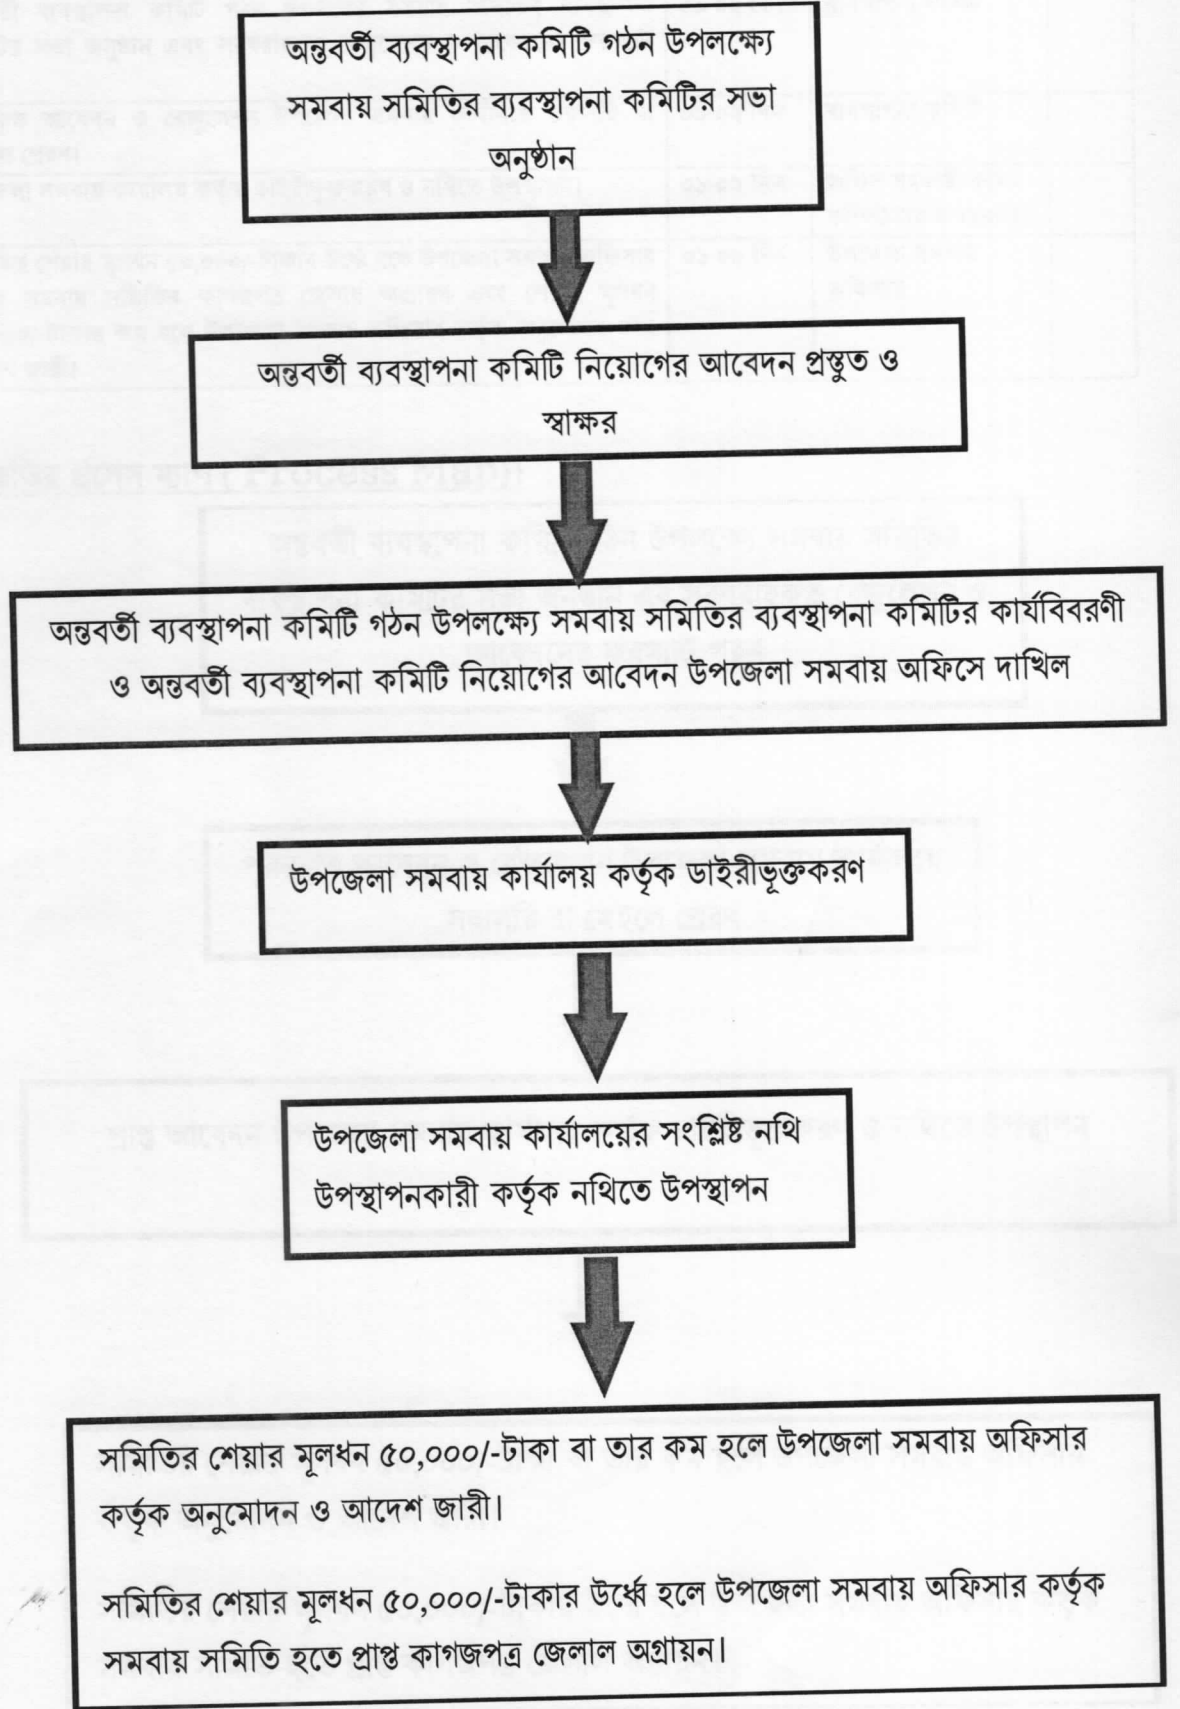 অন্তবর্তী ব্যবস্থাপনা কমিটি গঠন উপলক্ষ্যে
সমবায় সমিতির ব্যবস্থাপনা কমিটির সভা
অনুষ্ঠান
অন্তবর্তী ব্যবস্থাপনা কমিটি নিয়োগের আবেদন প্রস্তুত ও
স্বাক্ষর
অন্তবর্তী ব্যবস্থাপনা কমিটি গঠন উপলক্ষ্যে সমবায় সমিতির ব্যবস্থাপনা কমিটির কার্যবিবরণী
ও অন্তবর্তী ব্যবস্থাপনা কমিটি নিয়োগের আবেদন উপজেলা সমবায় অফিসে দাখিল
উপজেলা সমবায় কার্যালয় কর্তৃক ডাইরীভূক্তকরণ
উপজেলা সমবায় কার্যালয়ের সংশ্লিষ্ট নথি
উপস্থাপনকারী কর্তৃক নথিতে উপস্থাপন
সমিতির শেয়ার মূলধন ৫০,০০০/-টাকা বা তার কম হলে উপজেলা সমবায় অফিসার
কর্তৃক অনুমোদন ও আদেশ জারী।
সমিতির শেয়ার মূলধন ৫০,০০০/-টাকার উর্ধ্বে হলে উপজেলা সমবায় অফিসার কর্তৃক
সমবায় সমিতি হতে প্রাপ্ত কাগজপত্র জেলাল অগ্রায়ন।